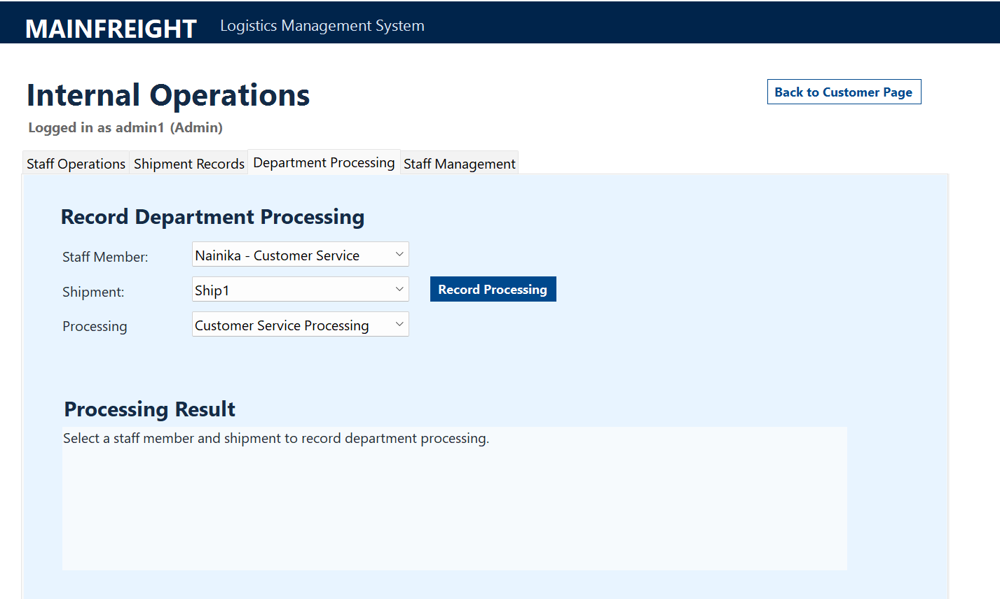 MAINFREIGHT Logistics Management System
Internal Operations
Back to Customer Page
Logged in as admin1 (Admin)
Staff Operations Shipment Records Department Processing Staff Management
Record Department Processing
Staff Member: Nainika - Customer Service
Shipment: Ship1 Record Processing
Processing Customer Service Processing
Processing Result
Select a staff member and shipment to record department processing.